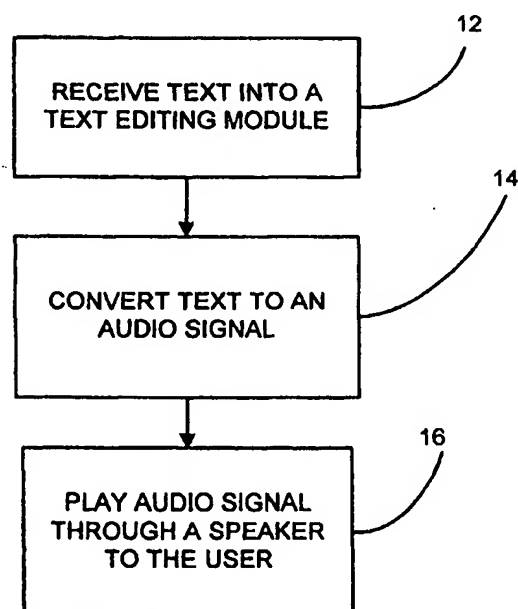 12
RECEIVE TEXT INTO A
TEXT EDITING MODULE
14
CONVERT TEXT TO AN
AUDIO SIGNAL
16
PLAY AUDIO SIGNAL
THROUGH A SPEAKER
TO THE USER